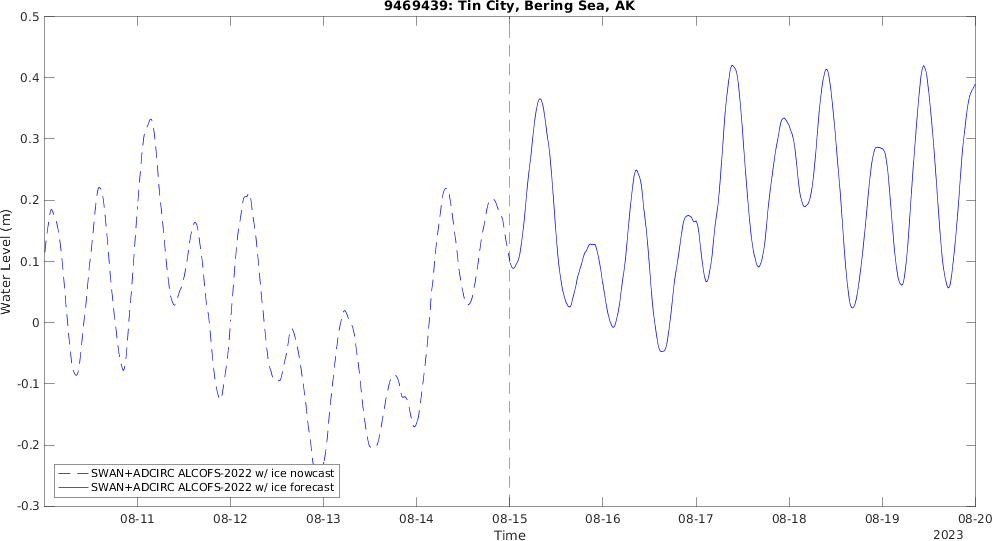 9469439: Tin City, Bering Sea, AK
0.5
0.4
0.3
0.2
0.1
0
-0.1
-0.2
-0.3
Water Level (m)
SWAN+ADCIRC ALCOFS-2022 w/ ice nowcast
SWAN+ADCIRC ALCOFS-2022 w/ ice forecast
08-11 08-12 08-13 08-14 08-15 08-16 08-17 08-18 08-19 08-20
Time
2023